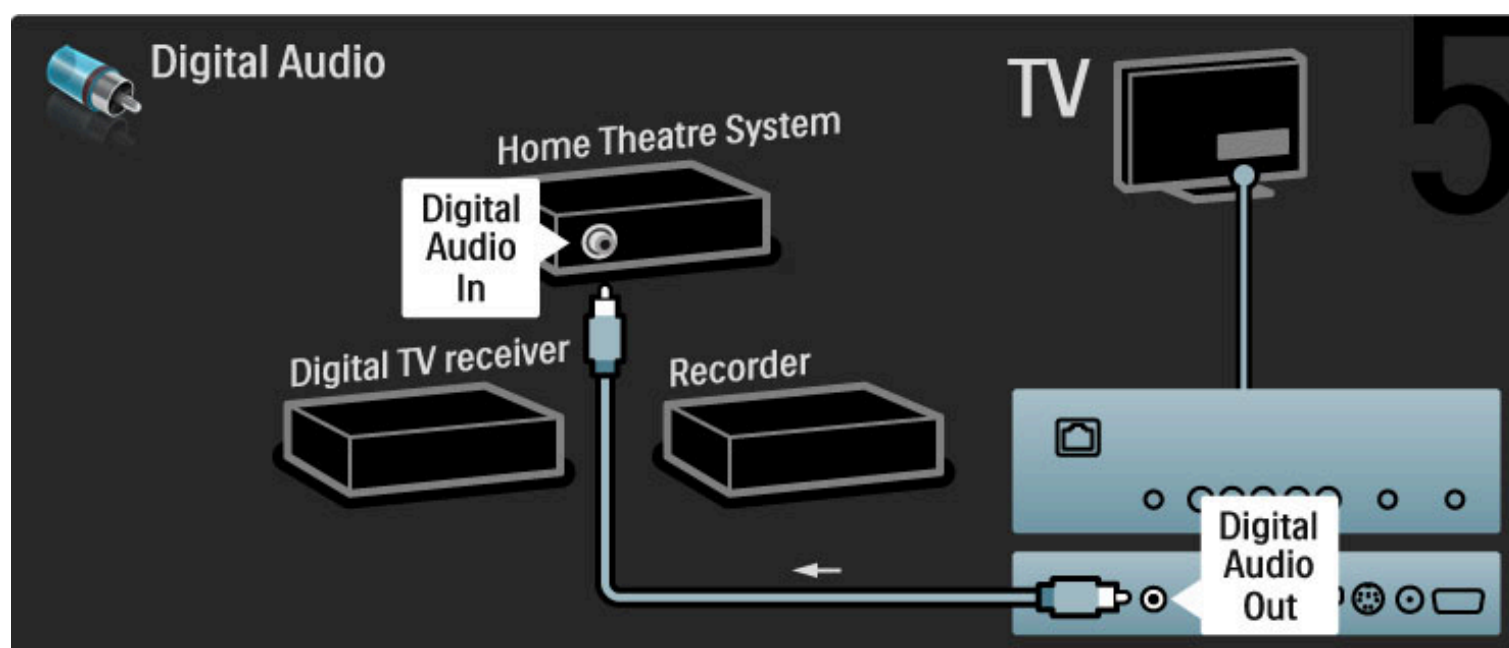 Digital Audio
TV
5
Home Theatre System
Digital
Audio
In
Digital TV receiver
Recorder
Digital
Audio
Out